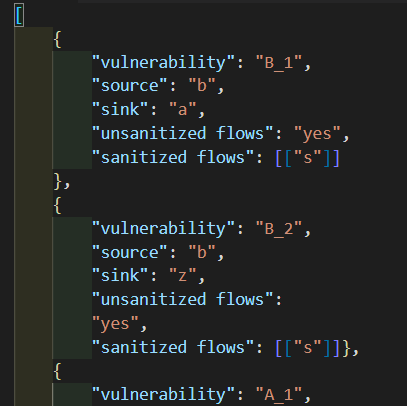 [
    {
        "vulnerability": "B_1",
        "source": "b",
        "sink": "a",
        "unsanitized flows": "yes",
        "sanitized flows": [["s"]]
    },
    {
        "vulnerability": "B_2",
        "source": "b",
        "sink": "z",
        "unsanitized flows":
        "yes",
        "sanitized flows": [["s"]]},
    {
        "vulnerability": "A_1",